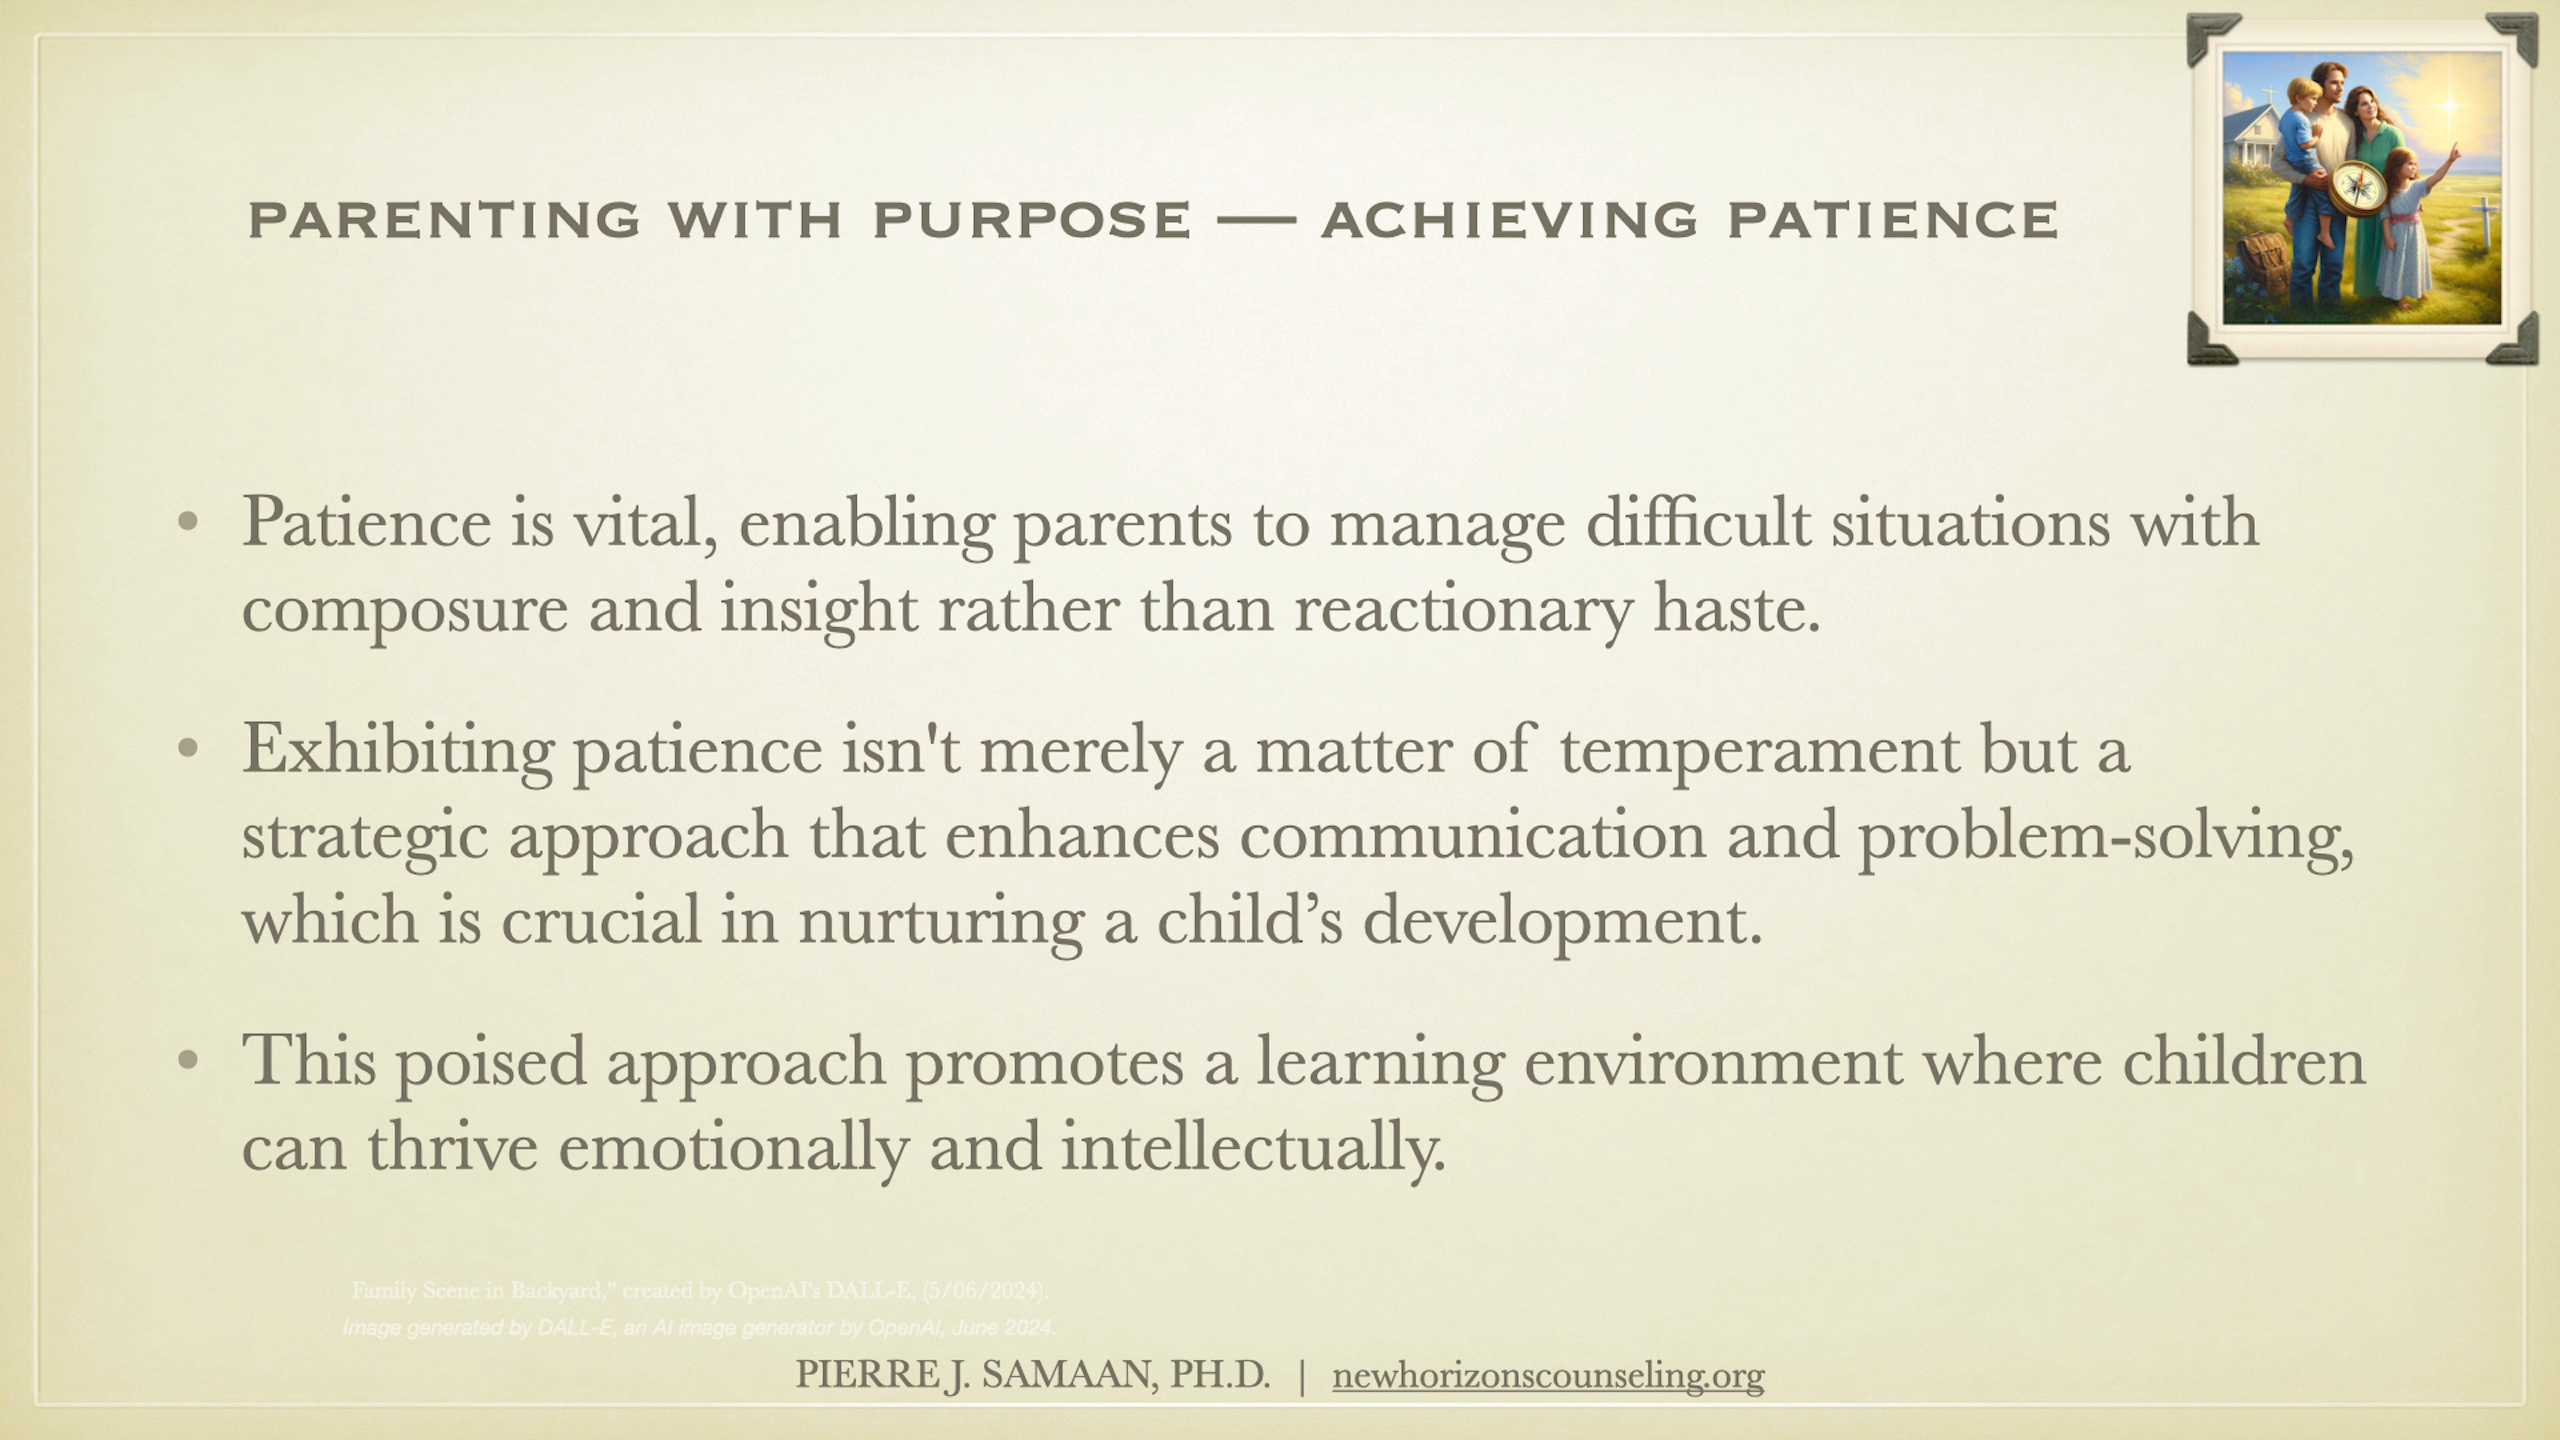 PARENTING WITH PURPOSE — ACHIEVING PATIENCE
• Patience is vital, enabling parents to manage difficult situations with
composure and insight rather than reactionary haste.
• Exhibiting patience isn't merely a matter of temperament but a
strategic approach that enhances communication and problem-solving,
which is crucial in nurturing a child’s development.
• This poised approach promotes a learning environment where children
can thrive emotionally and intellectually.
Family Scene in Backyard," created by OpenAI's DALL-E, (5/06/2024).
Image generated by DALL-E, an AI image generator by OpenAI, June 2024.
PIERRE J. SAMAAN, PH.D. | newhorizonscounseling.org